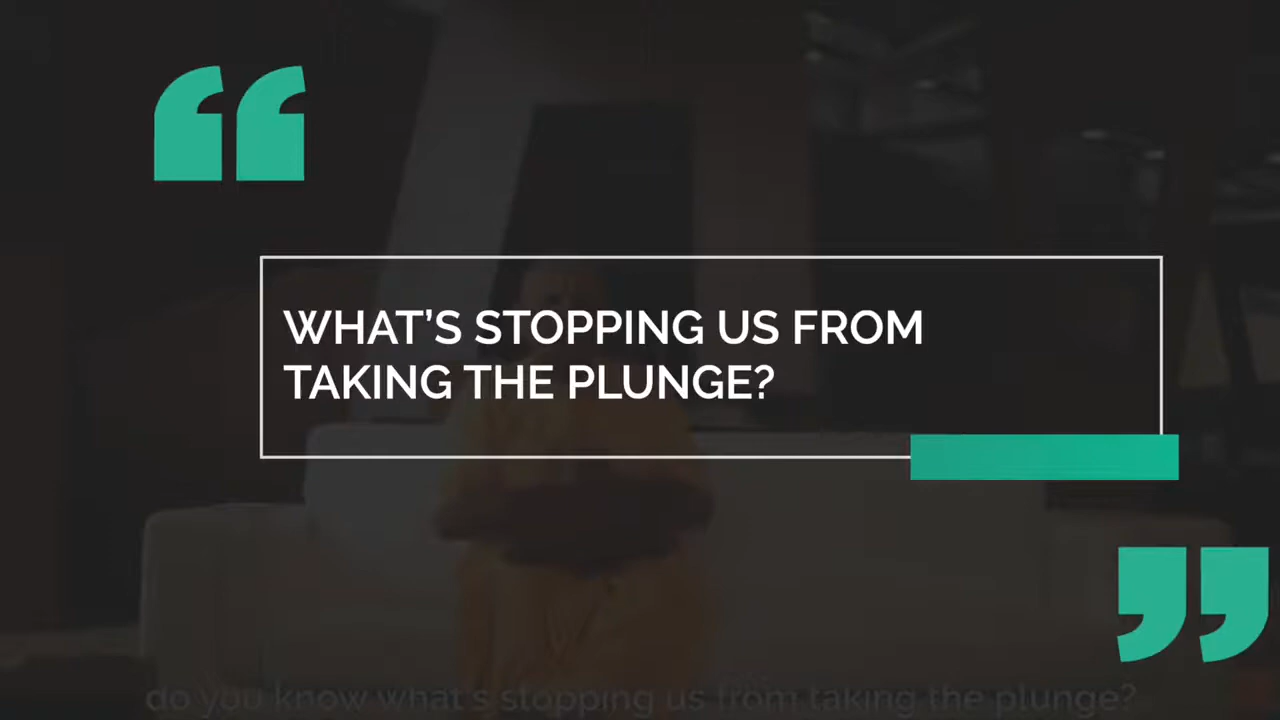 WHAT’S STOPPING US FROM
TAKING THE PLUNGE?
do you know what's stopping us from taking the plunge?